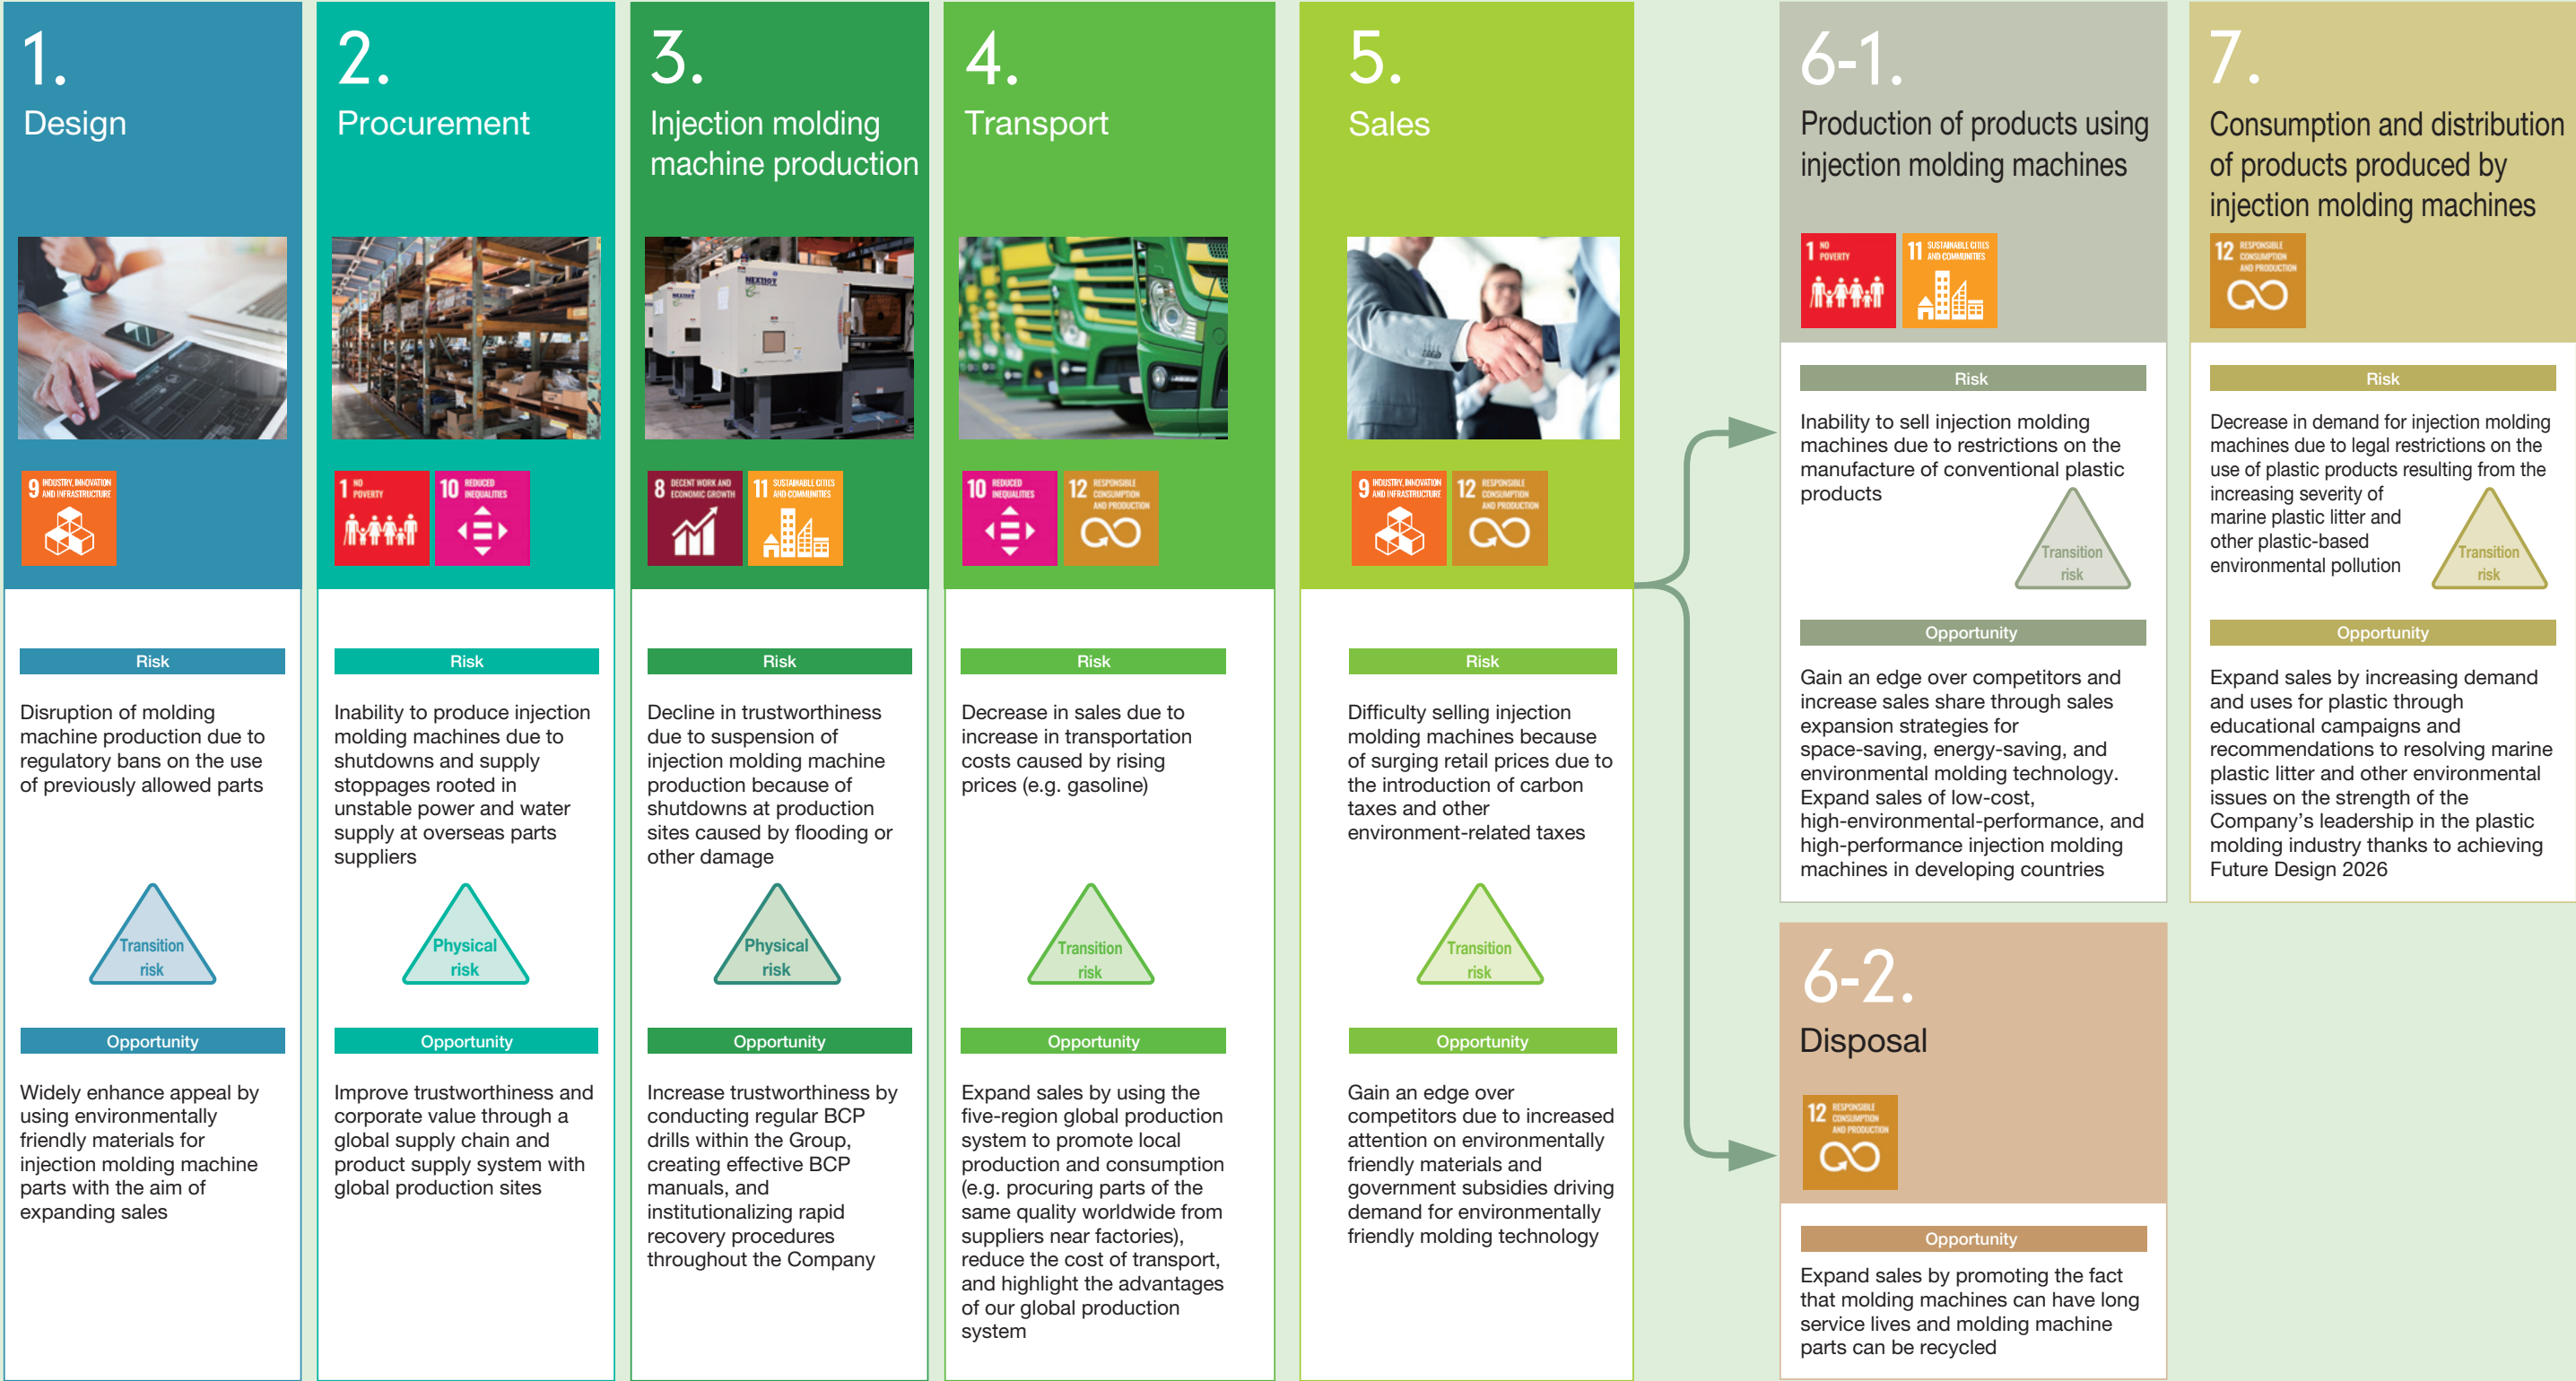 1.
Design
9 INDUSTRY, INNOVATION
AND INFRASTRUCTURE
Risk
Disruption of molding
machine production due to
regulatory bans on the use
of previously allowed parts
Transition
risk
Opportunity
Widely enhance appeal by
using environmentally
friendly materials for
injection molding machine
parts with the aim of
expanding sales
2.
Procurement
1 NO
POVERTY
10 REDUCED
INEQUALITIES
Risk
Inability to produce injection
molding machines due to
shutdowns and supply
stoppages rooted in
unstable power and water
supply at overseas parts
suppliers
Physical
risk
Opportunity
Improve trustworthiness and
corporate value through a
global supply chain and
product supply system with
global production sites
3.
Injection molding
machine production
NEXIIOT
NEXIIOT
8 DECENT WORK AND
ECONOMIC GROWTH
11 SUSTAINABLE CITIES
AND COMMUNITIES
Risk
Decline in trustworthiness
due to suspension of
injection molding machine
production because of
shutdowns at production
sites caused by flooding or
other damage
Physical
risk
Opportunity
Increase trustworthiness by
conducting regular BCP
drills within the Group,
creating effective BCP
manuals, and
institutionalizing rapid
recovery procedures
throughout the Company
4.
Transport
10 REDUCED
INEQUALITIES
12 RESPONSIBLE
CONSUMPTION
AND PRODUCTION
Risk
Decrease in sales due to
increase in transportation
costs caused by rising
prices (e.g. gasoline)
Transition
risk
Opportunity
Expand sales by using the
five-region global production
system to promote local
production and consumption
(e.g. procuring parts of the
same quality worldwide from
suppliers near factories),
reduce the cost of transport,
and highlight the advantages
of our global production
system
5.
Sales
9 INDUSTRY, INNOVATION
AND INFRASTRUCTURE
12 RESPONSIBLE
CONSUMPTION
AND PRODUCTION
Risk
Difficulty selling injection
molding machines because
of surging retail prices due to
the introduction of carbon
taxes and other
environment-related taxes
Transition
risk
Opportunity
Gain an edge over
competitors due to increased
attention on environmentally
friendly materials and
government subsidies driving
demand for environmentally
friendly molding technology
6-1.
Production of products using
injection molding machines
1 NO
POVERTY
11 SUSTAINABLE CITIES
AND COMMUNITIES
Risk
Inability to sell injection molding
machines due to restrictions on the
manufacture of conventional plastic
products
Transition
risk
Opportunity
Gain an edge over competitors and
increase sales share through sales
expansion strategies for
space-saving, energy-saving, and
environmental molding technology.
Expand sales of low-cost,
high-environmental-performance, and
high-performance injection molding
machines in developing countries
6-2.
Disposal
12 RESPONSIBLE
CONSUMPTION
AND PRODUCTION
Opportunity
Expand sales by promoting the fact
that molding machines can have long
service lives and molding machine
parts can be recycled
7.
Consumption and distribution
of products produced by
injection molding machines
12 RESPONSIBLE
CONSUMPTION
AND PRODUCTION
Risk
Decrease in demand for injection molding
machines due to legal restrictions on the
use of plastic products resulting from the
increasing severity of
marine plastic litter and
other plastic-based
environmental pollution
Transition
risk
Opportunity
Expand sales by increasing demand
and uses for plastic through
educational campaigns and
recommendations to resolving marine
plastic litter and other environmental
issues on the strength of the
Company's leadership in the plastic
molding industry thanks to achieving
Future Design 2026